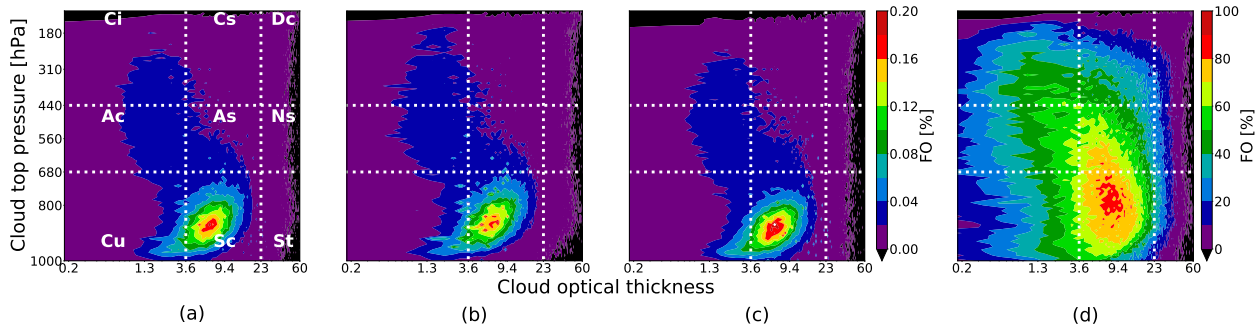 Cloud top pressure [hPa]
180
310
440
560
680
800
1000
Ci Cs Dc
Ac As Ns
Cu Sc St
0.2 1.3 3.6 9.4 23 60
0.2 1.3 3.6 9.4 23 60
0.2 1.3 3.6 9.4 23 60
0.20
0.16
0.12
0.08
0.04
0.00
FO [%]
0.2 1.3 3.6 9.4 23 60
100
80
60
40
20
0
FO [%]
Cloud optical thickness
(a) (b) (c) (d)